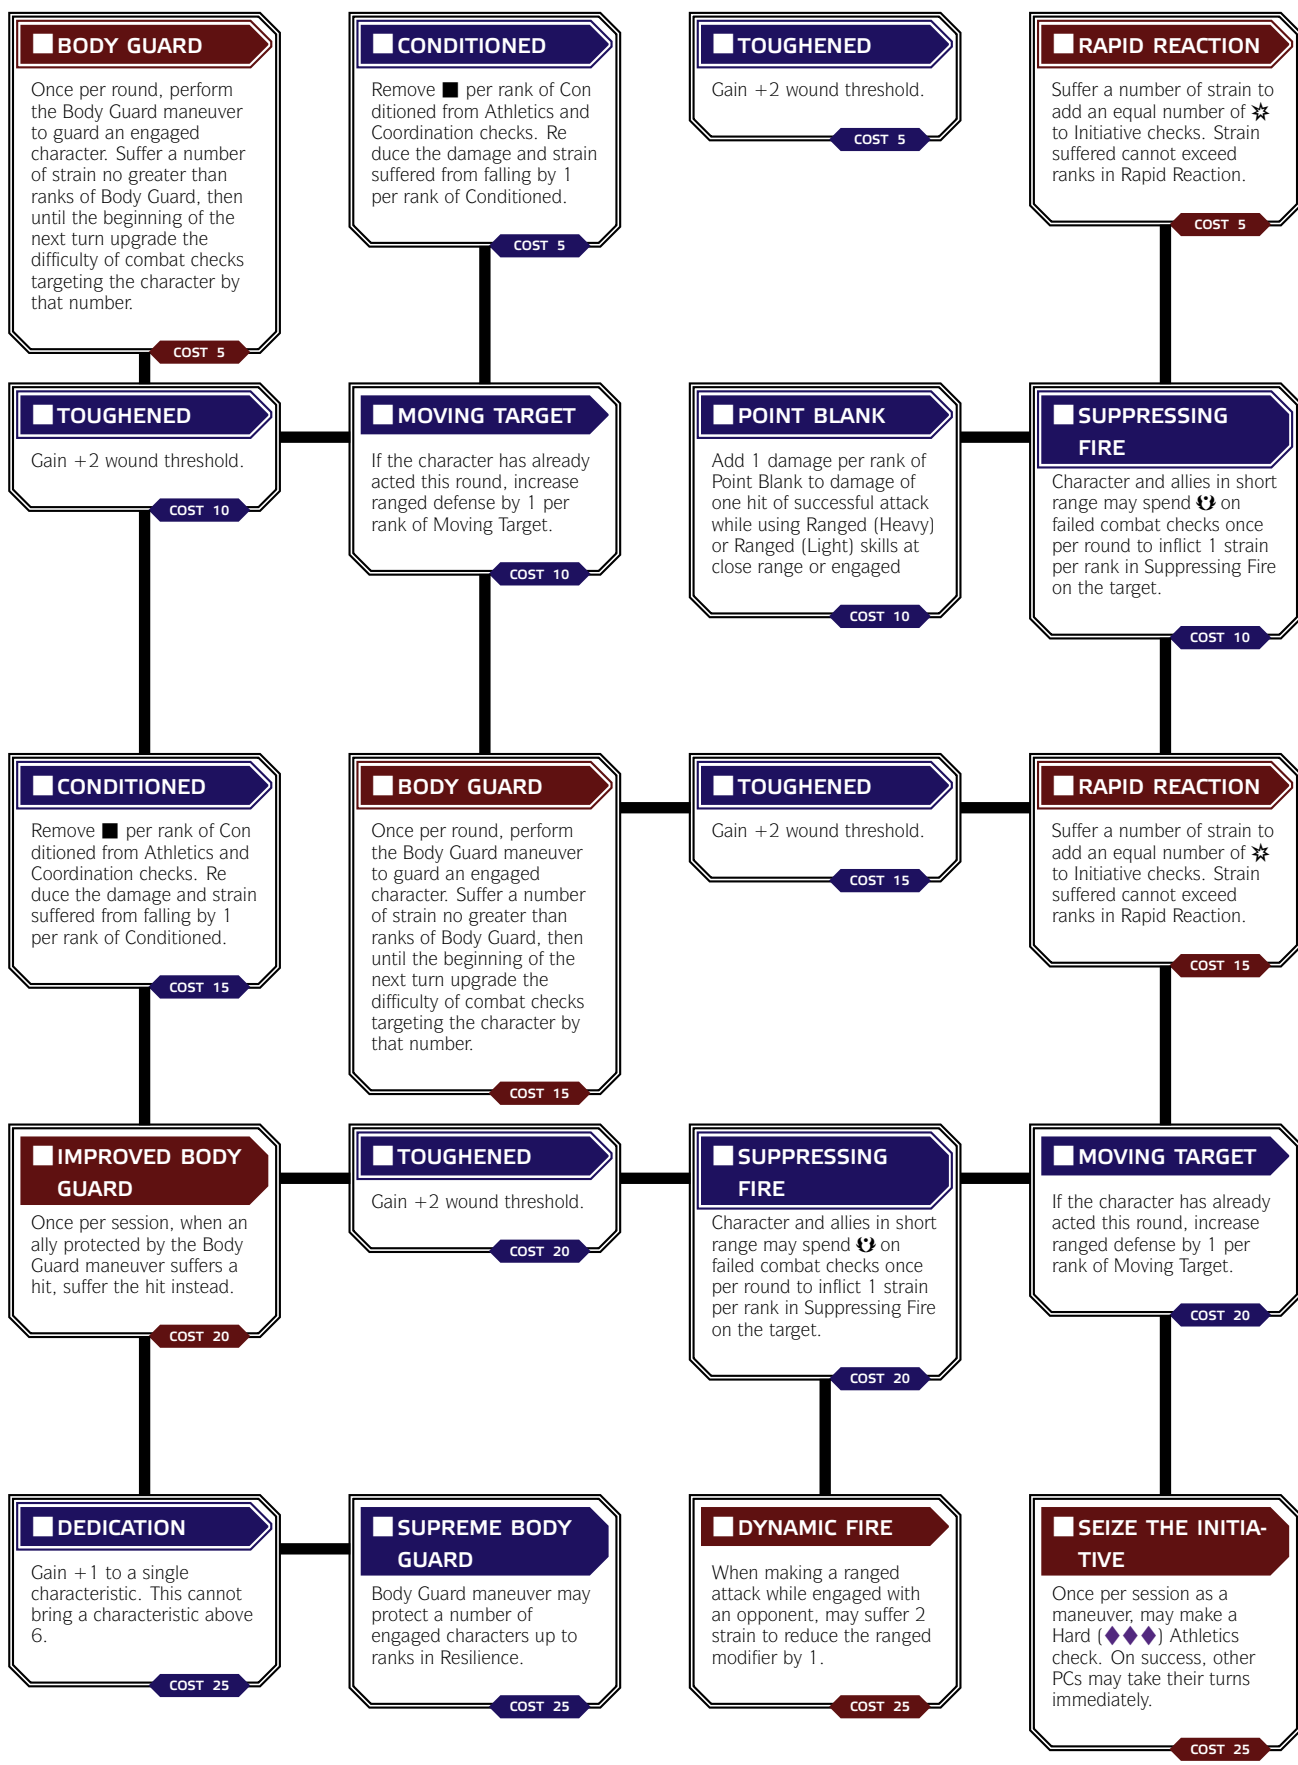 BODY GUARD
Once per round, perform
the Body Guard maneuver
to guard an engaged
character. Suffer a number
of strain no greater than
ranks of Body Guard, then
until the beginning of the
next turn upgrade the
difficulty of combat checks
targeting the character by
that number.
COST 5
CONDITIONED
Remove ■ per rank of Con
ditioned from Athletics and
Coordination checks. Re
duce the damage and strain
suffered from falling by 1
per rank of Conditioned.
COST 5
TOUGHENED
Gain +2 wound threshold.
COST 5
RAPID REACTION
Suffer a number of strain to
add an equal number of
to Initiative checks. Strain
suffered cannot exceed
ranks in Rapid Reaction.
COST 5
TOUGHENED
Gain +2 wound threshold.
COST 10
MOVING TARGET
If the character has already
acted this round, increase
ranged defense by 1 per
rank of Moving Target.
COST 10
POINT BLANK
Add 1 damage per rank of
Point Blank to damage of
one hit of successful attack
while using Ranged (Heavy)
or Ranged (Light) skills at
close range or engaged
COST 10
SUPPRESSING
FIRE
Character and allies in short
range may spend on
failed combat checks once
per round to inflict 1 strain
per rank in Suppressing Fire
on the target.
COST 10
CONDITIONED
Remove ■ per rank of Con
ditioned from Athletics and
Coordination checks. Re
duce the damage and strain
suffered from falling by 1
per rank of Conditioned.
COST 15
BODY GUARD
Once per round, perform
the Body Guard maneuver
to guard an engaged
character. Suffer a number
of strain no greater than
ranks of Body Guard, then
until the beginning of the
next turn upgrade the
difficulty of combat checks
targeting the character by
that number.
COST 15
TOUGHENED
Gain +2 wound threshold.
COST 15
RAPID REACTION
Suffer a number of strain to
add an equal number of
to Initiative checks. Strain
suffered cannot exceed
ranks in Rapid Reaction.
COST 15
IMPROVED BODY
GUARD
Once per session, when an
ally protected by the Body
Guard maneuver suffers a
hit, suffer the hit instead.
COST 20
TOUGHENED
Gain +2 wound threshold.
COST 20
SUPPRESSING
FIRE
Character and allies in short
range may spend on
failed combat checks once
per round to inflict 1 strain
per rank in Suppressing Fire
on the target.
COST 20
MOVING TARGET
If the character has already
acted this round, increase
ranged defense by 1 per
rank of Moving Target.
COST 20
DEDICATION
Gain +1 to a single
characteristic. This cannot
bring a characteristic above
6.
COST 25
SUPREME BODY
GUARD
Body Guard maneuver may
protect a number of
engaged characters up to
ranks in Resilience.
COST 25
DYNAMIC FIRE
When making a ranged
attack while engaged with
an opponent, may suffer 2
strain to reduce the ranged
modifier by 1.
COST 25
SEIZE THE INITIA-
TIVE
Once per session as a
maneuver, may make a
Hard (◆◆◆) Athletics
check. On success, other
PCs may take their turns
immediately.
COST 25